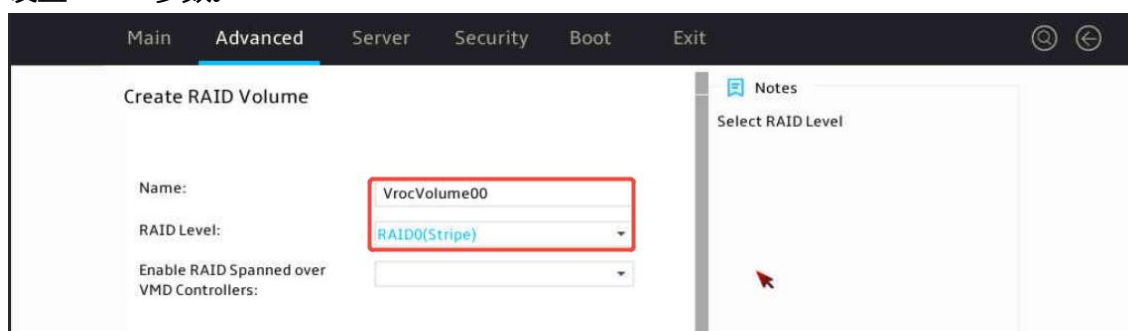 Main Advanced Server Security Boot Exit
Create RAID Volume
Notes
Select RAID Level
Name: VrocVolume00
RAID Level: RAID0(Stripe)
Enable RAID Spanned over
VMD Controllers: